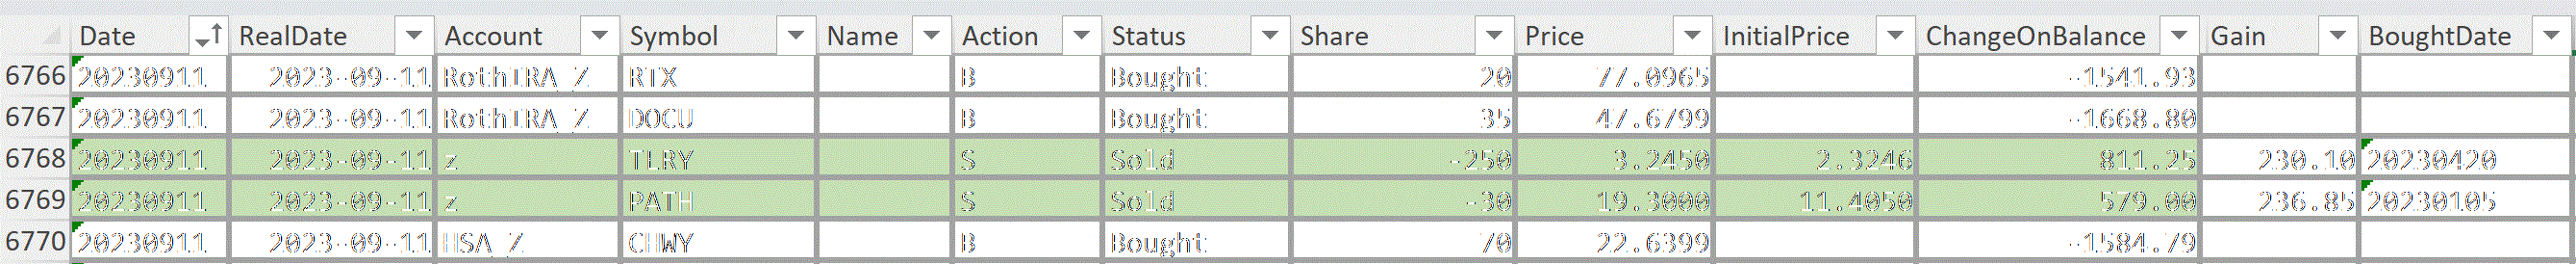 Date RealDate Account Symbol Name Action Status Share Price InitialPrice ChangeOnBalance Gain BoughtDate
6766 20230911 2023-09-11 RothIRA_Z RTX B Bought 20 77.0965 -1541.93
6767 20230911 2023-09-11 RothIRA_Z DOCU B Bought 35 47.6799 -1668.80
6768 20230911 2023-09-11 z TERY S Sold -250 3.2450 2.3246 811.25 230.10 20230420
6769 20230911 2023-09-11 z PATH S Sold -30 19.3000 11.4050 579.00 236.85 20230105
6770 20230911 2023-09-11 HSA_Z CHWY B Bought 70 22.6399 -1584.79